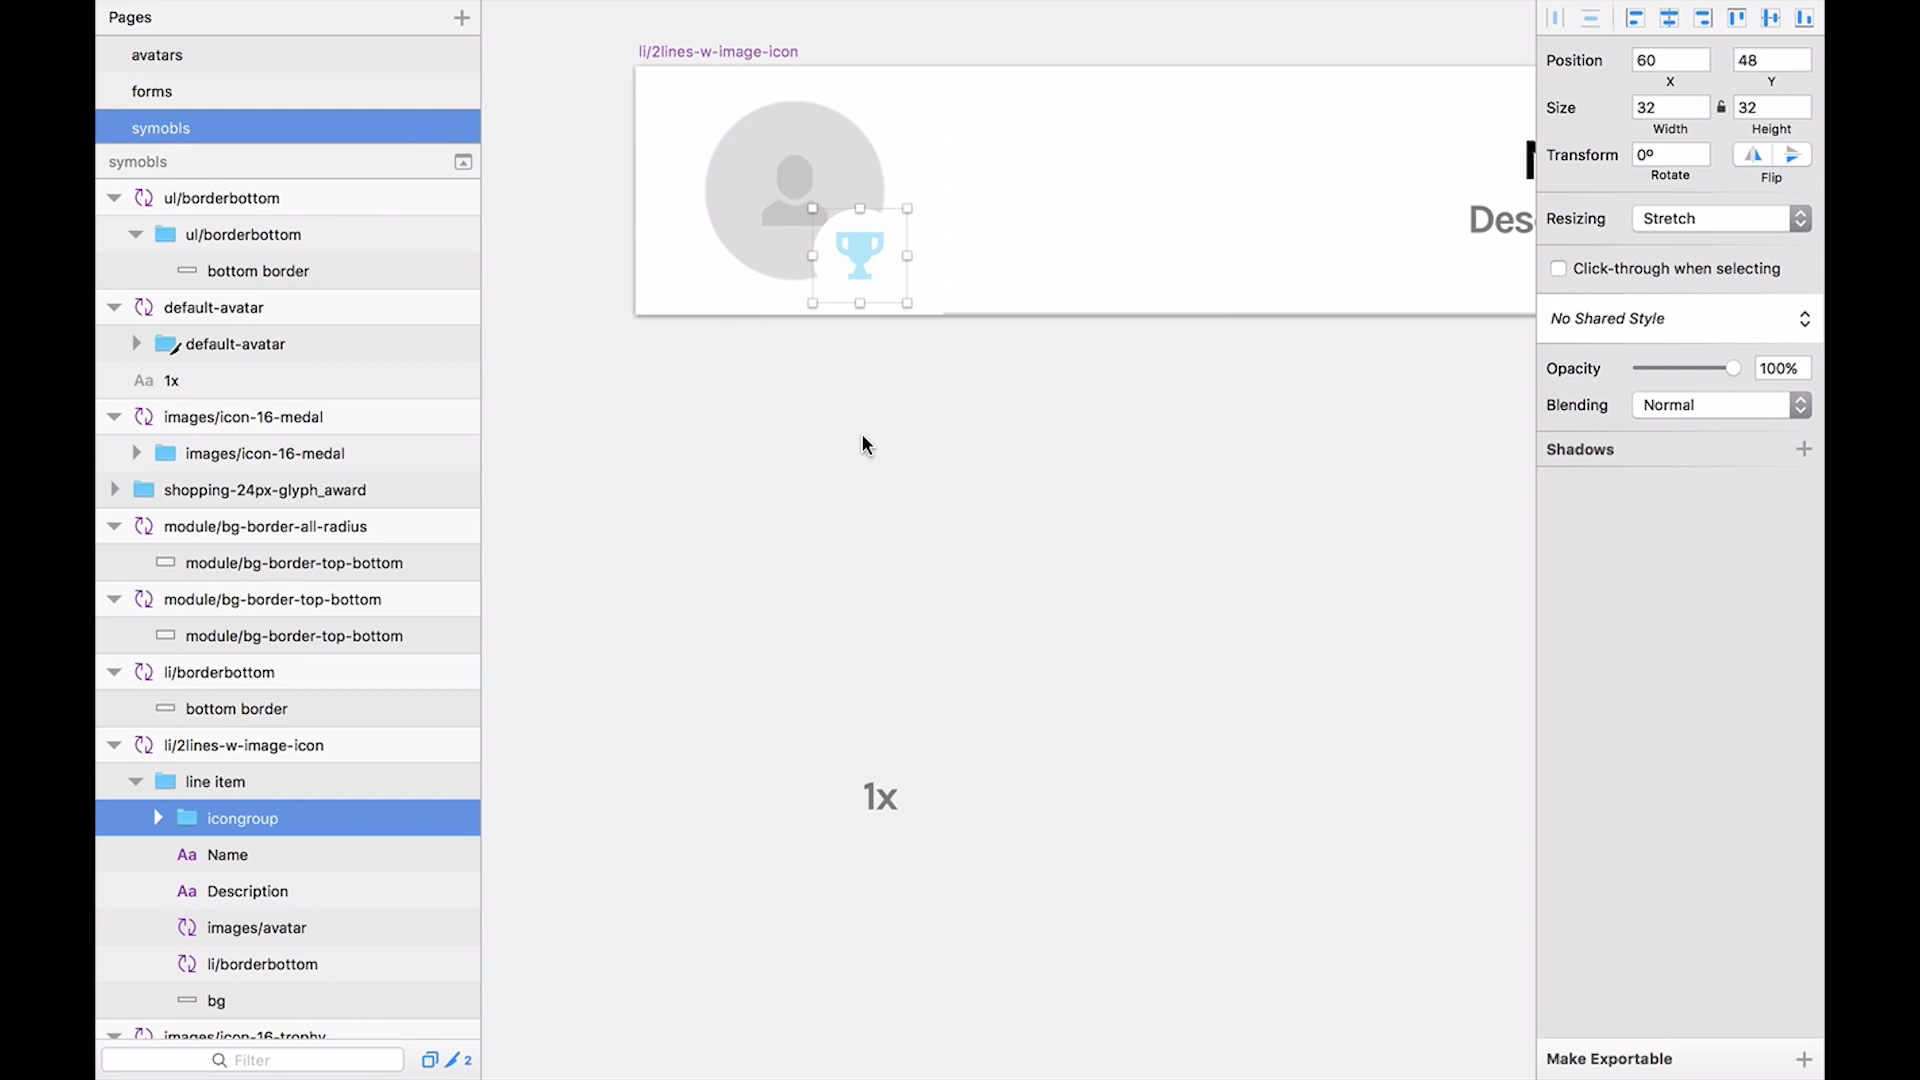 Pages
avatars
forms
symobls
symobls
ul/borderbottom
ul/borderbottom
bottom border
default-avatar
default-avatar
Aa 1x
images/icon-16-medal
images/icon-16-medal
shopping-24px-glyph_award
module/bg-border-all-radius
module/bg-border-top-bottom
module/bg-border-top-bottom
module/bg-border-top-bottom
li/borderbottom
bottom border
li/2lines-w-image-icon
line item
icongroup
Aa Name
Aa Description
images/avatar
li/borderbottom
bg
images/icon-16-trophy
Filter
2
li/2lines-w-image-icon
Des
1x
Position 60 48
X Y
Size 32 32
Width Height
Transform 0º
Rotate Flip
Resizing Stretch
Click-through when selecting
No Shared Style
Opacity 100%
Blending Normal
Shadows
Make Exportable